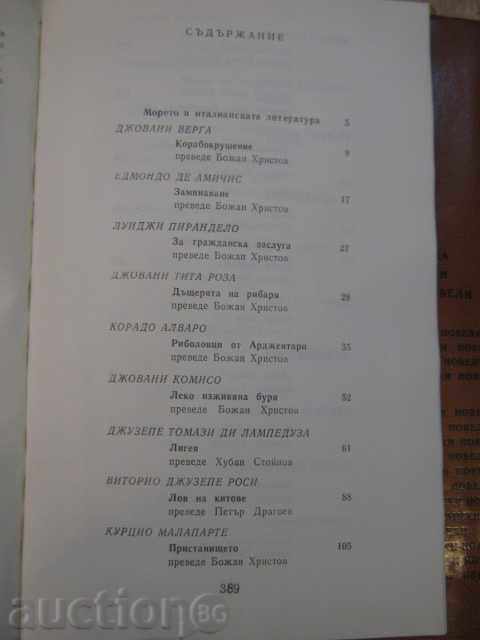 СЪДЪРЖАНИЕ
Морето и италианската литература 5
ДЖОВАНИ ВЕРГА
Корабокрушение 9
преведе Божан Христов
ЕДМОНДО ДЕ АМИЧИС
Заминаване 17
преведе Божан Христов
ЛУИДЖИ ПИРАНДЕЛО
За гражданска заслуга 27
преведе Божан Христов
ДЖОВАНИ ТИТА РОЗА
Дъщерята на рибаря 29
преведе Божан Христов
КОРАДО АЛВАРО
Риболовци от Арджентаро 35
преведе Божан Христов
ДЖОВАНИ КОМИСО
Леко изживяна буря 52
преведе Божан Христов
ДЖУЗЕПЕ ТОМАЗИ ДИ ЛАМПЕДУЗА
Лигея 61
преведе Хубан Стойнов
ВИТОРИО ДЖУЗЕПЕ РОСИ
Лов на китове 88
преведе Петър Драгоев
КУРЦИО МАЛАПАРТЕ
Пристанището 105
преведе Божан Христов
389
auction BG